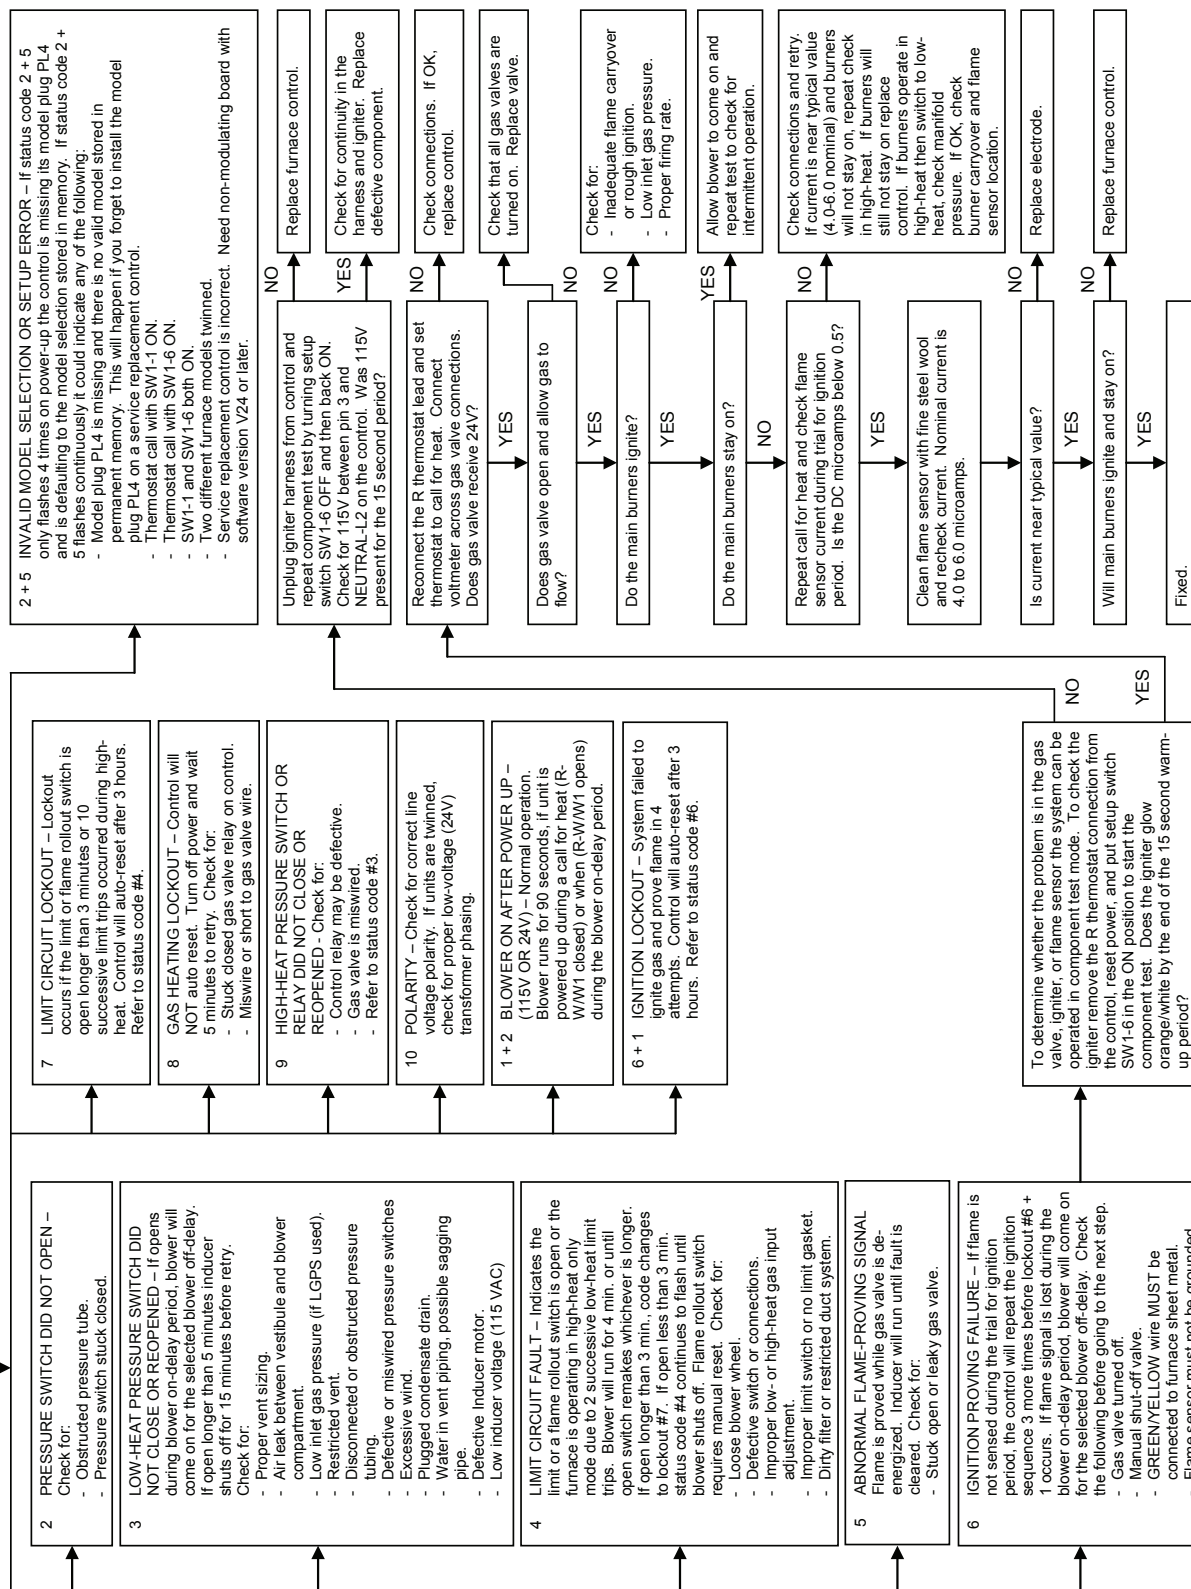 2 PRESSURE SWITCH DID NOT OPEN –
Check for:
- Obstructed pressure tube.
- Pressure switch stuck closed.
3 LOW-HEAT PRESSURE SWITCH DID
NOT CLOSE OR REOPENED – If opens
during blower on-delay period, blower will
come on for the selected blower off-delay.
If open longer than 5 minutes inducer
shuts off for 15 minutes before retry.
Check for:
- Proper vent sizing.
- Air leak between vestibule and blower
compartment.
- Low inlet gas pressure (if LGPS used).
- Restricted vent.
- Disconnected or obstructed pressure
tubing.
- Defective or miswired pressure switches
- Excessive wind.
- Plugged condensate drain.
- Water in vent piping, possible sagging
pipe.
- Defective Inducer motor.
- Low inducer voltage (115 VAC)
4 LIMIT CIRCUIT FAULT – Indicates the
limit or a flame rollout switch is open or the
furnace is operating in high-heat only
mode due to 2 successive low-heat limit
trips. Blower will run for 4 min. or until
open switch remakes whichever is longer.
If open longer than 3 min., code changes
to lockout #7. If open less than 3 min.
status code #4 continues to flash until
blower shuts off. Flame rollout switch
requires manual reset. Check for:
- Loose blower wheel.
- Defective switch or connections.
- Improper low- or high-heat gas input
adjustment.
- Improper limit switch or no limit gasket.
- Dirty filter or restricted duct system.
5 ABNORMAL FLAME-PROVING SIGNAL
Flame is proved while gas valve is de-
energized. Inducer will run until fault is
cleared. Check for:
- Stuck open or leaky gas valve.
6 IGNITION PROVING FAILURE – If flame is
not sensed during the trial for ignition
period, the control will repeat the ignition
sequence 3 more times before lockout #6 +
1 occurs. If flame signal is lost during the
blower on-delay period, blower will come on
for the selected blower off-delay. Check
the following before going to the next step.
- Gas valve turned off.
- Manual shut-off valve.
- GREEN/YELLOW wire MUST be
connected to furnace sheet metal.
- Flame sensor must not be grounded
7 LIMIT CIRCUIT LOCKOUT – Lockout
occurs if the limit or flame rollout switch is
open longer than 3 minutes or 10
successive limit trips occurred during high-
heat. Control will auto-reset after 3 hours.
Refer to status code #4.
8 GAS HEATING LOCKOUT – Control will
NOT auto reset. Turn off power and wait
5 minutes to retry. Check for:
- Stuck closed gas valve relay on control.
- Miswire or short to gas valve wire.
9 HIGH-HEAT PRESSURE SWITCH OR
RELAY DID NOT CLOSE OR
REOPENED - Check for:
- Control relay may be defective.
- Gas valve is miswired.
- Refer to status code #3.
10 POLARITY – Check for correct line
voltage polarity. If units are twinned,
check for proper low-voltage (24V)
transformer phasing.
1 + 2 BLOWER ON AFTER POWER UP –
(115V OR 24V) – Normal operation.
Blower runs for 90 seconds, if unit is
powered up during a call for heat (R-
W/W1 closed) or when (R-W/W1 opens)
during the blower on-delay period.
6 + 1 IGNITION LOCKOUT – System failed to
ignite gas and prove flame in 4
attempts. Control will auto-reset after 3
hours. Refer to status code #6.
To determine whether the problem is in the gas
valve, igniter, or flame sensor the system can be
operated in component test mode. To check the
igniter remove the R thermostat connection from
the control, reset power, and put setup switch
SW1-6 in the ON position to start the
component test. Does the igniter glow
orange/white by the end of the 15 second warm-
up period?
NO
YES
2 + 5 INVALID MODEL SELECTION OR SETUP ERROR – If status code 2 + 5
only flashes 4 times on power-up the control is missing its model plug PL4
and is defaulting to the model selection stored in memory. If status code 2 +
5 flashes continuously it could indicate any of the following:
- Model plug PL4 is missing and there is no valid model stored in
permanent memory. This will happen if you forget to install the model
plug PL4 on a service replacement control.
- Thermostat call with SW1-1 ON.
- Thermostat call with SW1-6 ON.
- SW1-1 and SW1-6 both ON.
- Two different furnace models twinned.
- Service replacement control is incorrect. Need non-modulating board with
software version V24 or later.
Unplug igniter harness from control and
repeat component test by turning setup
switch SW1-6 OFF and then back ON.
Check for 115V between pin 3 and
NEUTRAL-L2 on the control. Was 115V
present for the 15 second period?
NO
Replace furnace control.
YES
Check for continuity in the
harness and igniter. Replace
defective component.
Reconnect the R thermostat lead and set
thermostat to call for heat. Connect
voltmeter across gas valve connections.
Does gas valve receive 24V?
NO
Check connections. If OK,
replace control.
YES
Does gas valve open and allow gas to
flow?
NO
Check that all gas valves are
turned on. Replace valve.
YES
Do the main burners ignite?
NO
Check for:
- Inadequate flame carryover
or rough ignition.
- Low inlet gas pressure.
- Proper firing rate.
YES
Do the main burners stay on?
YES
Allow blower to come on and
repeat test to check for
intermittent operation.
NO
Repeat call for heat and check flame
sensor current during trial for ignition
period. Is the DC microamps below 0.5?
NO
Check connections and retry.
If current is near typical value
(4.0-6.0 nominal) and burners
will not stay on, repeat check
in high-heat. If burners will
still not stay on replace
control. If burners operate in
high-heat then switch to low-
heat, check manifold
pressure. If OK, check
burner carryover and flame
sensor location.
YES
Clean flame sensor with fine steel wool
and recheck current. Nominal current is
4.0 to 6.0 microamps.
Is current near typical value?
NO
Replace electrode.
YES
Will main burners ignite and stay on?
NO
Replace furnace control.
YES
Fixed.